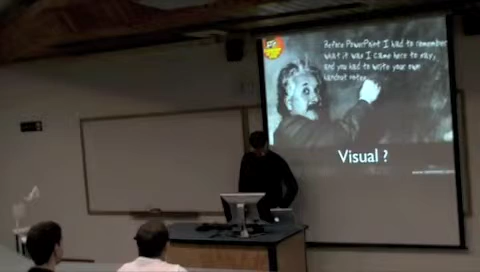 Before PowerPoint I had to remember
what it was I came here to say,
and you had to write your own
handout notes
Visual ?